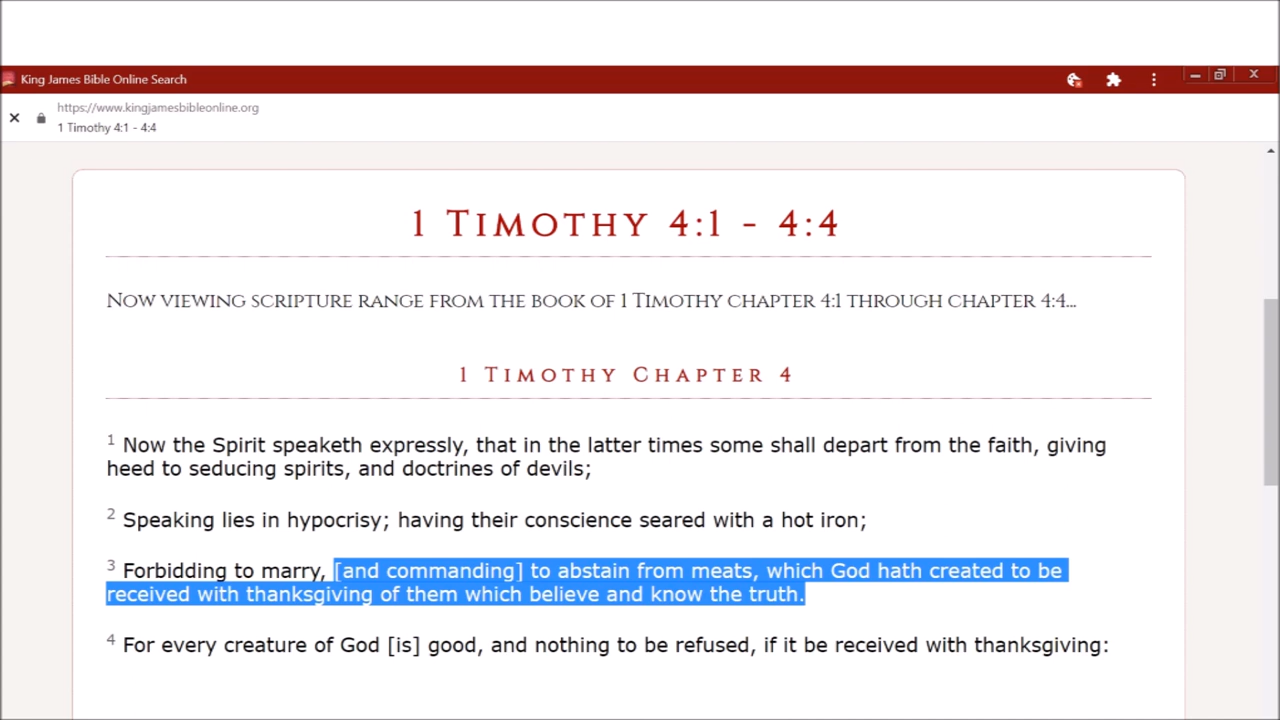 King James Bible Online Search
https://www.kingjamesbibleonline.org
1 Timothy 4:1 - 4:4
1 Timothy 4:1 - 4:4
Now viewing scripture range from the book of 1 Timothy chapter 4:1 through chapter 4:4...
1 Timothy Chapter 4
1 Now the Spirit speaketh expressly, that in the latter times some shall depart from the faith, giving
heed to seducing spirits, and doctrines of devils;
2 Speaking lies in hypocrisy; having their conscience seared with a hot iron;
3 Forbidding to marry, [and commanding] to abstain from meats, which God hath created to be
received with thanksgiving of them which believe and know the truth.
4 For every creature of God [is] good, and nothing to be refused, if it be received with thanksgiving: